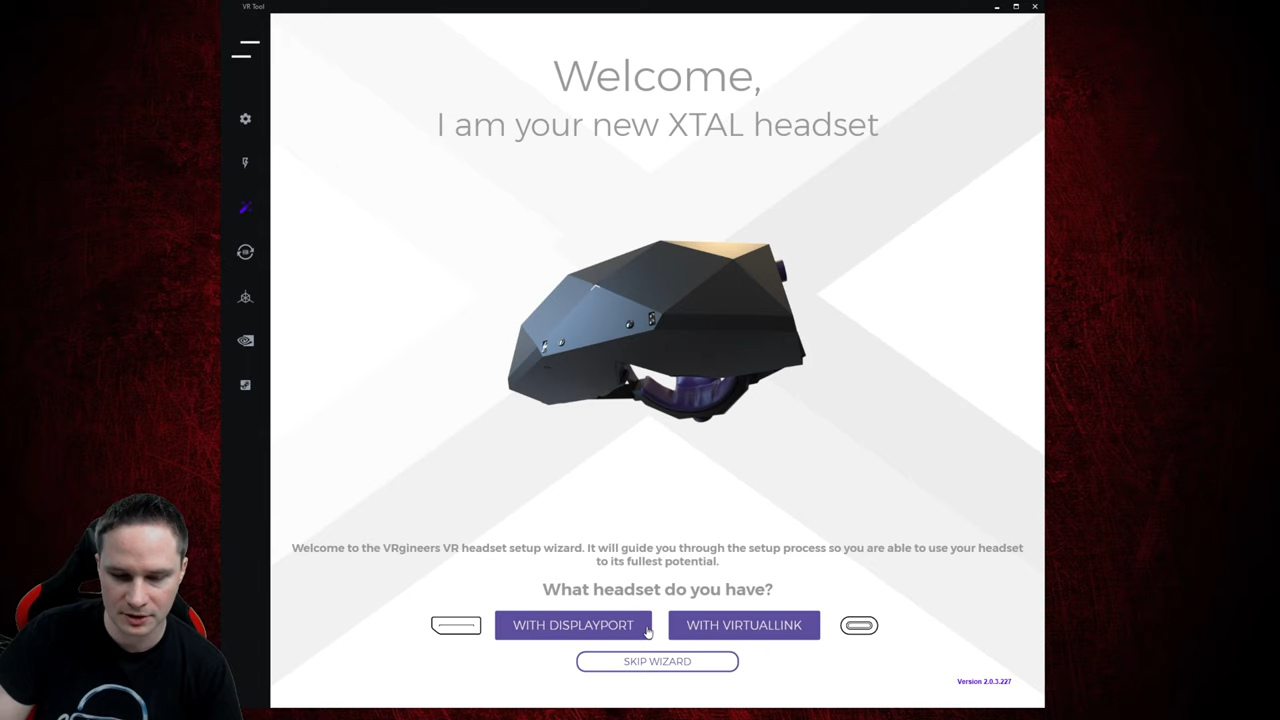 VR Tool
Welcome,
I am your new XTAL headset
Welcome to the VRgineers VR headset setup wizard. It will guide you through the setup process so you are able to use your headset
to its fullest potential.
What headset do you have?
WITH DISPLAYPORT
WITH VIRTUALLINK
SKIP WIZARD
Version 2.0.3.227